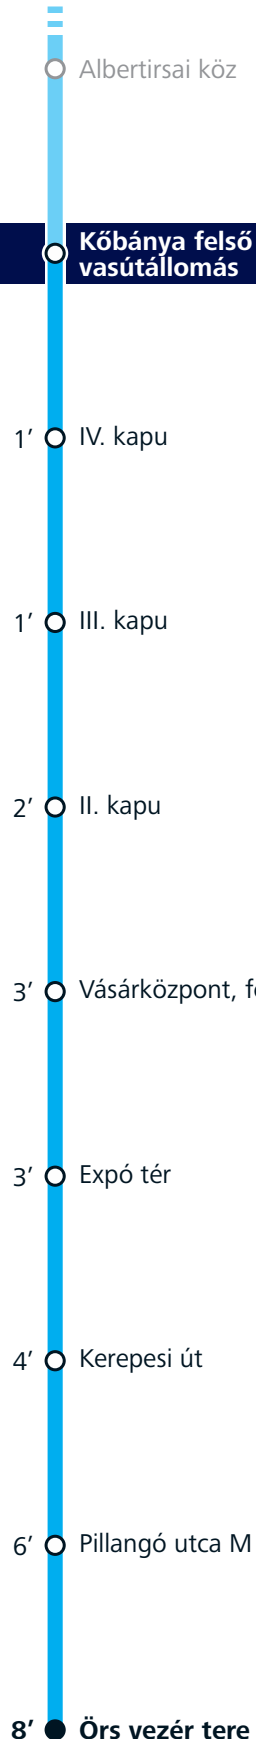 Albertirsai köz
Kőbánya felső
vasútállomás
1’ IV. kapu
1’ III. kapu
2’ II. kapu
3’ Vásárközpont,
3’ Expó tér
4’ Kerepesi út
6’ Pillangó utca M
8’ Örs vezér tere